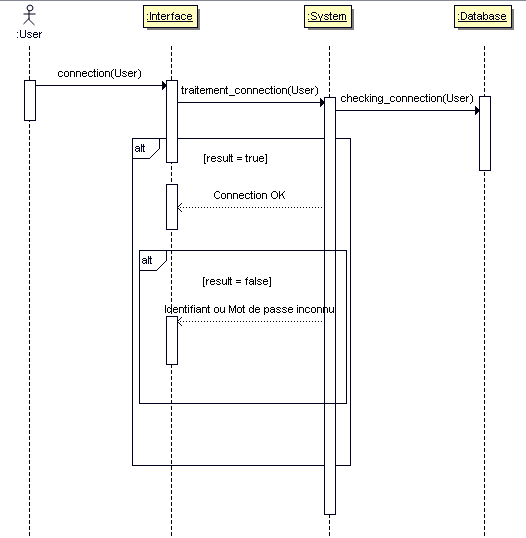 :User
:Interface
:System
:Database
connection(User)
traitement_connection(User)
checking_connection(User)
alt
[result = true]
Connection OK
alt
[result = false]
Identifiant ou Mot de passe inconnu